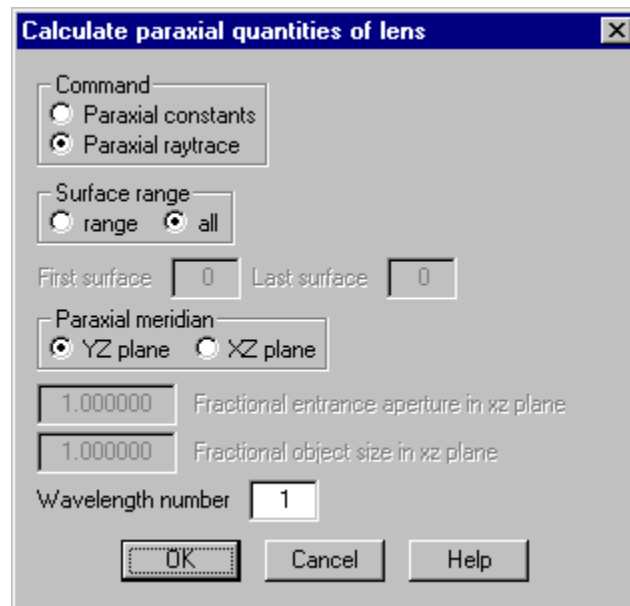 Calculate paraxial quantities of lens
Command
Paraxial constants
Paraxial raytrace
Surface range
range all
First surface 0 Last surface 0
Paraxial meridian
YZ plane XZ plane
1.000000 Fractional entrance aperture in xz plane
1.000000 Fractional object size in xz plane
Wavelength number 1
OK Cancel Help